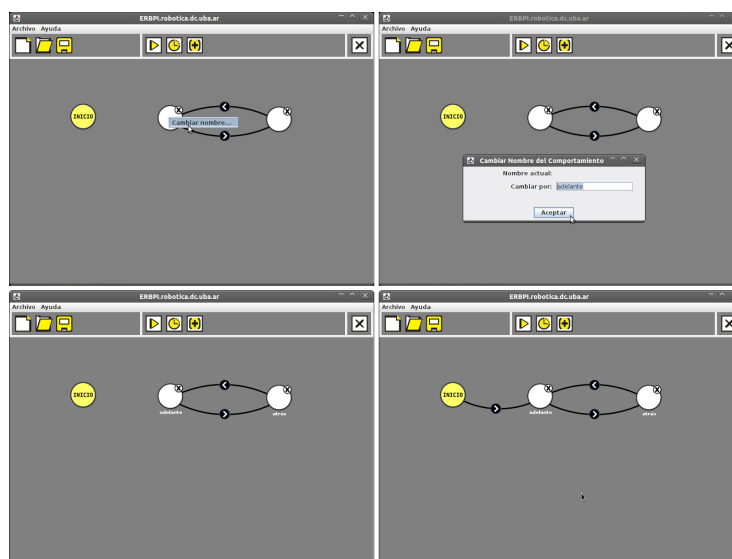 ERBPI.robotica.dc.uba.ar
Archivo Ayuda
INICIO
Cambiar nombre...
ERBPI.robotica.dc.uba.ar
Archivo Ayuda
INICIO
Cambiar Nombre del Comportamiento
Nombre actual:
Cambiar por: adelante
Aceptar
ERBPI.robotica.dc.uba.ar
Archivo Ayuda
INICIO
adelante
atrás
ERBPI.robotica.dc.uba.ar
Archivo Ayuda
INICIO
adelante
atrás